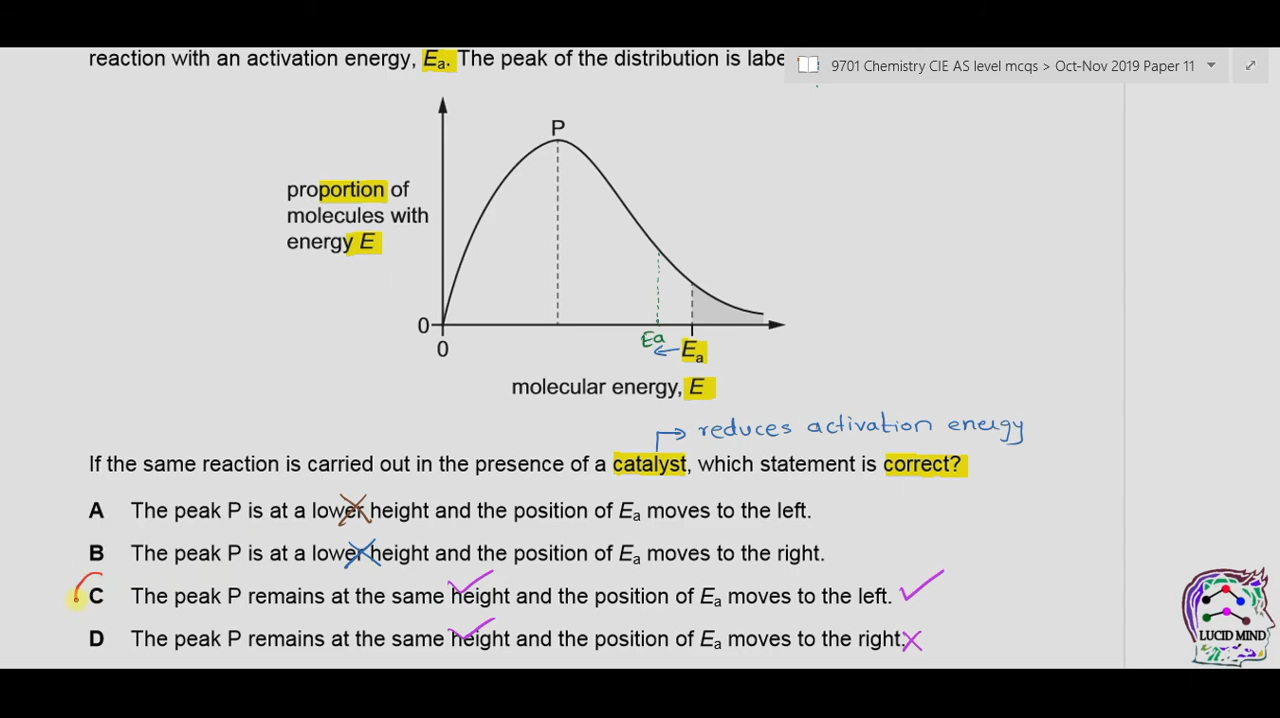 reaction with an activation energy, Ea. The peak of the distribution is labe
9701 Chemistry CIE AS level mcqs > Oct-Nov 2019 Paper 11
P
proportion of
molecules with
energy E
0
0
Ea
Ea
molecular energy, E
reduces activation energy
If the same reaction is carried out in the presence of a catalyst, which statement is correct?
A The peak P is at a lower height and the position of Ea moves to the left.
B The peak P is at a lower height and the position of Ea moves to the right.
C The peak P remains at the same height and the position of Ea moves to the left.
D The peak P remains at the same height and the position of Ea moves to the right.
LUCID MIND